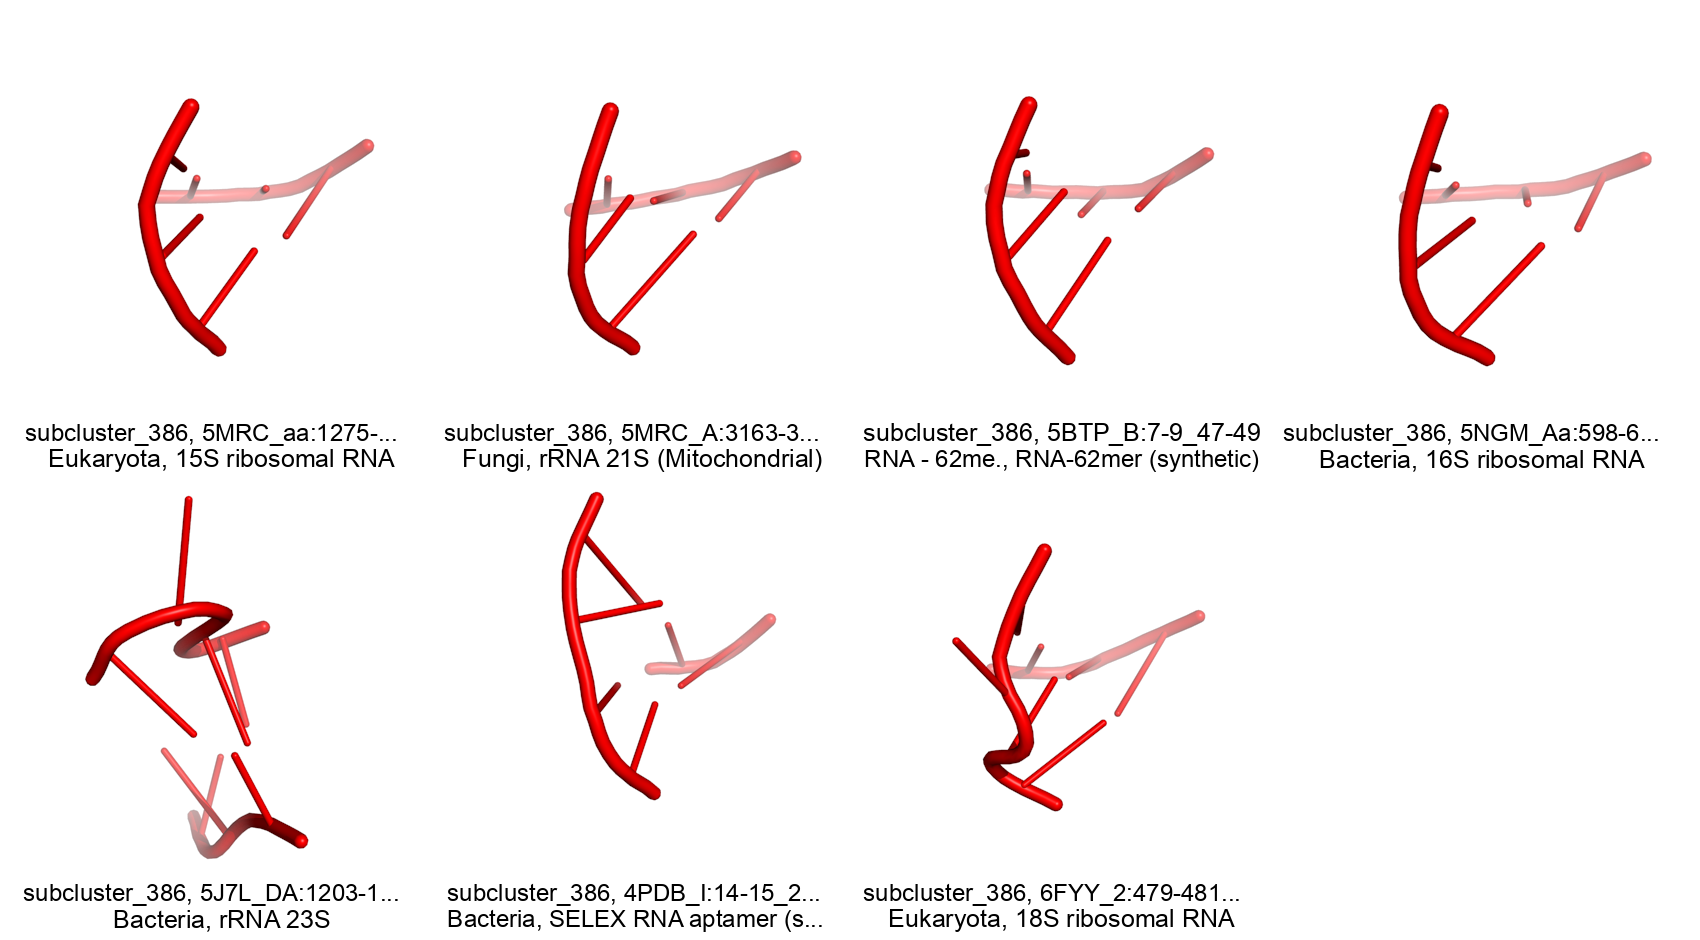 subcluster_386, 5MRC_aa:1275-...
Eukaryota, 15S ribosomal RNA
subcluster_386, 5MRC_A:3163-3...
Fungi, rRNA 21S (Mitochondrial)
subcluster_386, 5BTP_B:7-9_47-49
RNA - 62me., RNA-62mer (synthetic)
subcluster_386, 5NGM_Aa:598-6...
Bacteria, 16S ribosomal RNA
subcluster_386, 5J7L_DA:1203-1...
Bacteria, rRNA 23S
subcluster_386, 4PDB_I:14-15_2...
Bacteria, SELEX RNA aptamer (s...
subcluster_386, 6FYY_2:479-481...
Eukaryota, 18S ribosomal RNA